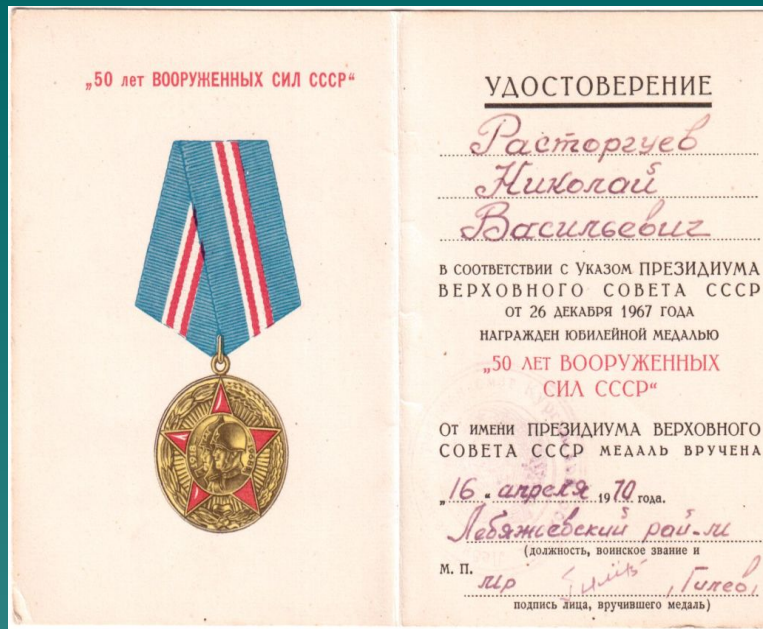 „50 лет ВООРУЖЕННЫХ СИЛ СССР“
УДОСТОВЕРЕНИЕ
Расторгуев
Николай
Васильевич
В СООТВЕТСТВИИ С УКАЗОМ ПРЕЗИДИУМА
ВЕРХОВНОГО СОВЕТА СССР
ОТ 26 ДЕКАБРЯ 1967 ГОДА
НАГРАЖДЕН ЮБИЛЕЙНОЙ МЕДАЛЬЮ
„50 ЛЕТ ВООРУЖЕННЫХ
СИЛ СССР“
ОТ ИМЕНИ ПРЕЗИДИУМА ВЕРХОВНОГО
СОВЕТА СССР МЕДАЛЬ ВРУЧЕНА
„16“ апреля 1970 года.
Лебяжьевский
(должность, воинское звание и
М. П.
подпись лица, вручившего медаль)